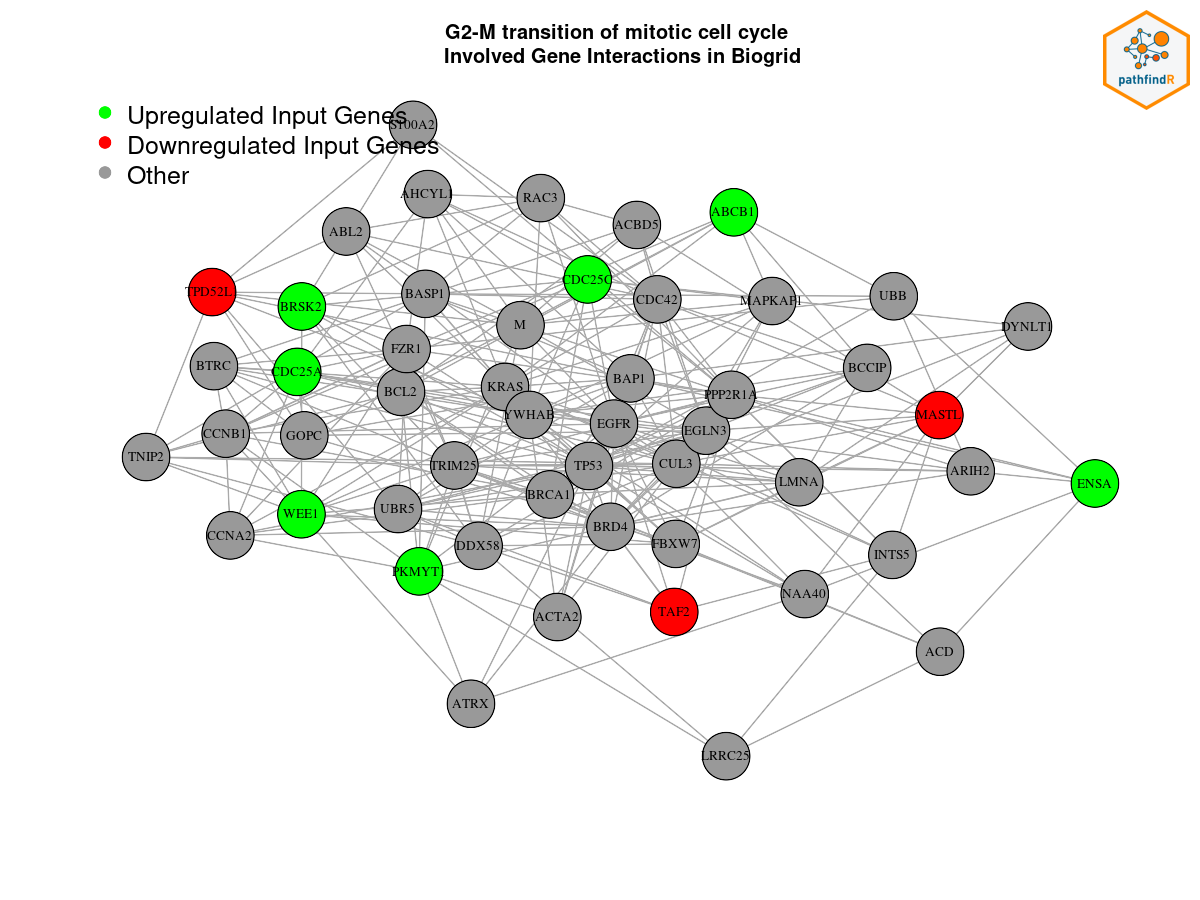 G2-M transition of mitotic cell cycle
Involved Gene Interactions in Biogrid
pathfindR
Upregulated Input Genes
Downregulated Input Genes
Other
S100A2
AHCYL1
RAC3
ABCB1
ACBD5
ABL2
CDC25C
TPD52L
BRSK2
BASP1
CDC42
MAPKAP1
UBB
M
DYNLT1
FZR1
BTRC
CDC25A
BCL2
KRAS
BAP1
PPP2R1A
BCCIP
YWHAB
EGFR
EGLN3
MASTL
CCNB1
GOPC
TNIP2
TRIM25
TP53
CUL3
LMNA
ARIH2
ENSA
BRCA1
WEE1
UBR5
BRD4
CCNA2
DDX58
FBXW7
INTS5
PKMYT
ACTA2
TAF2
NAA40
ACD
ATRX
LRRC25